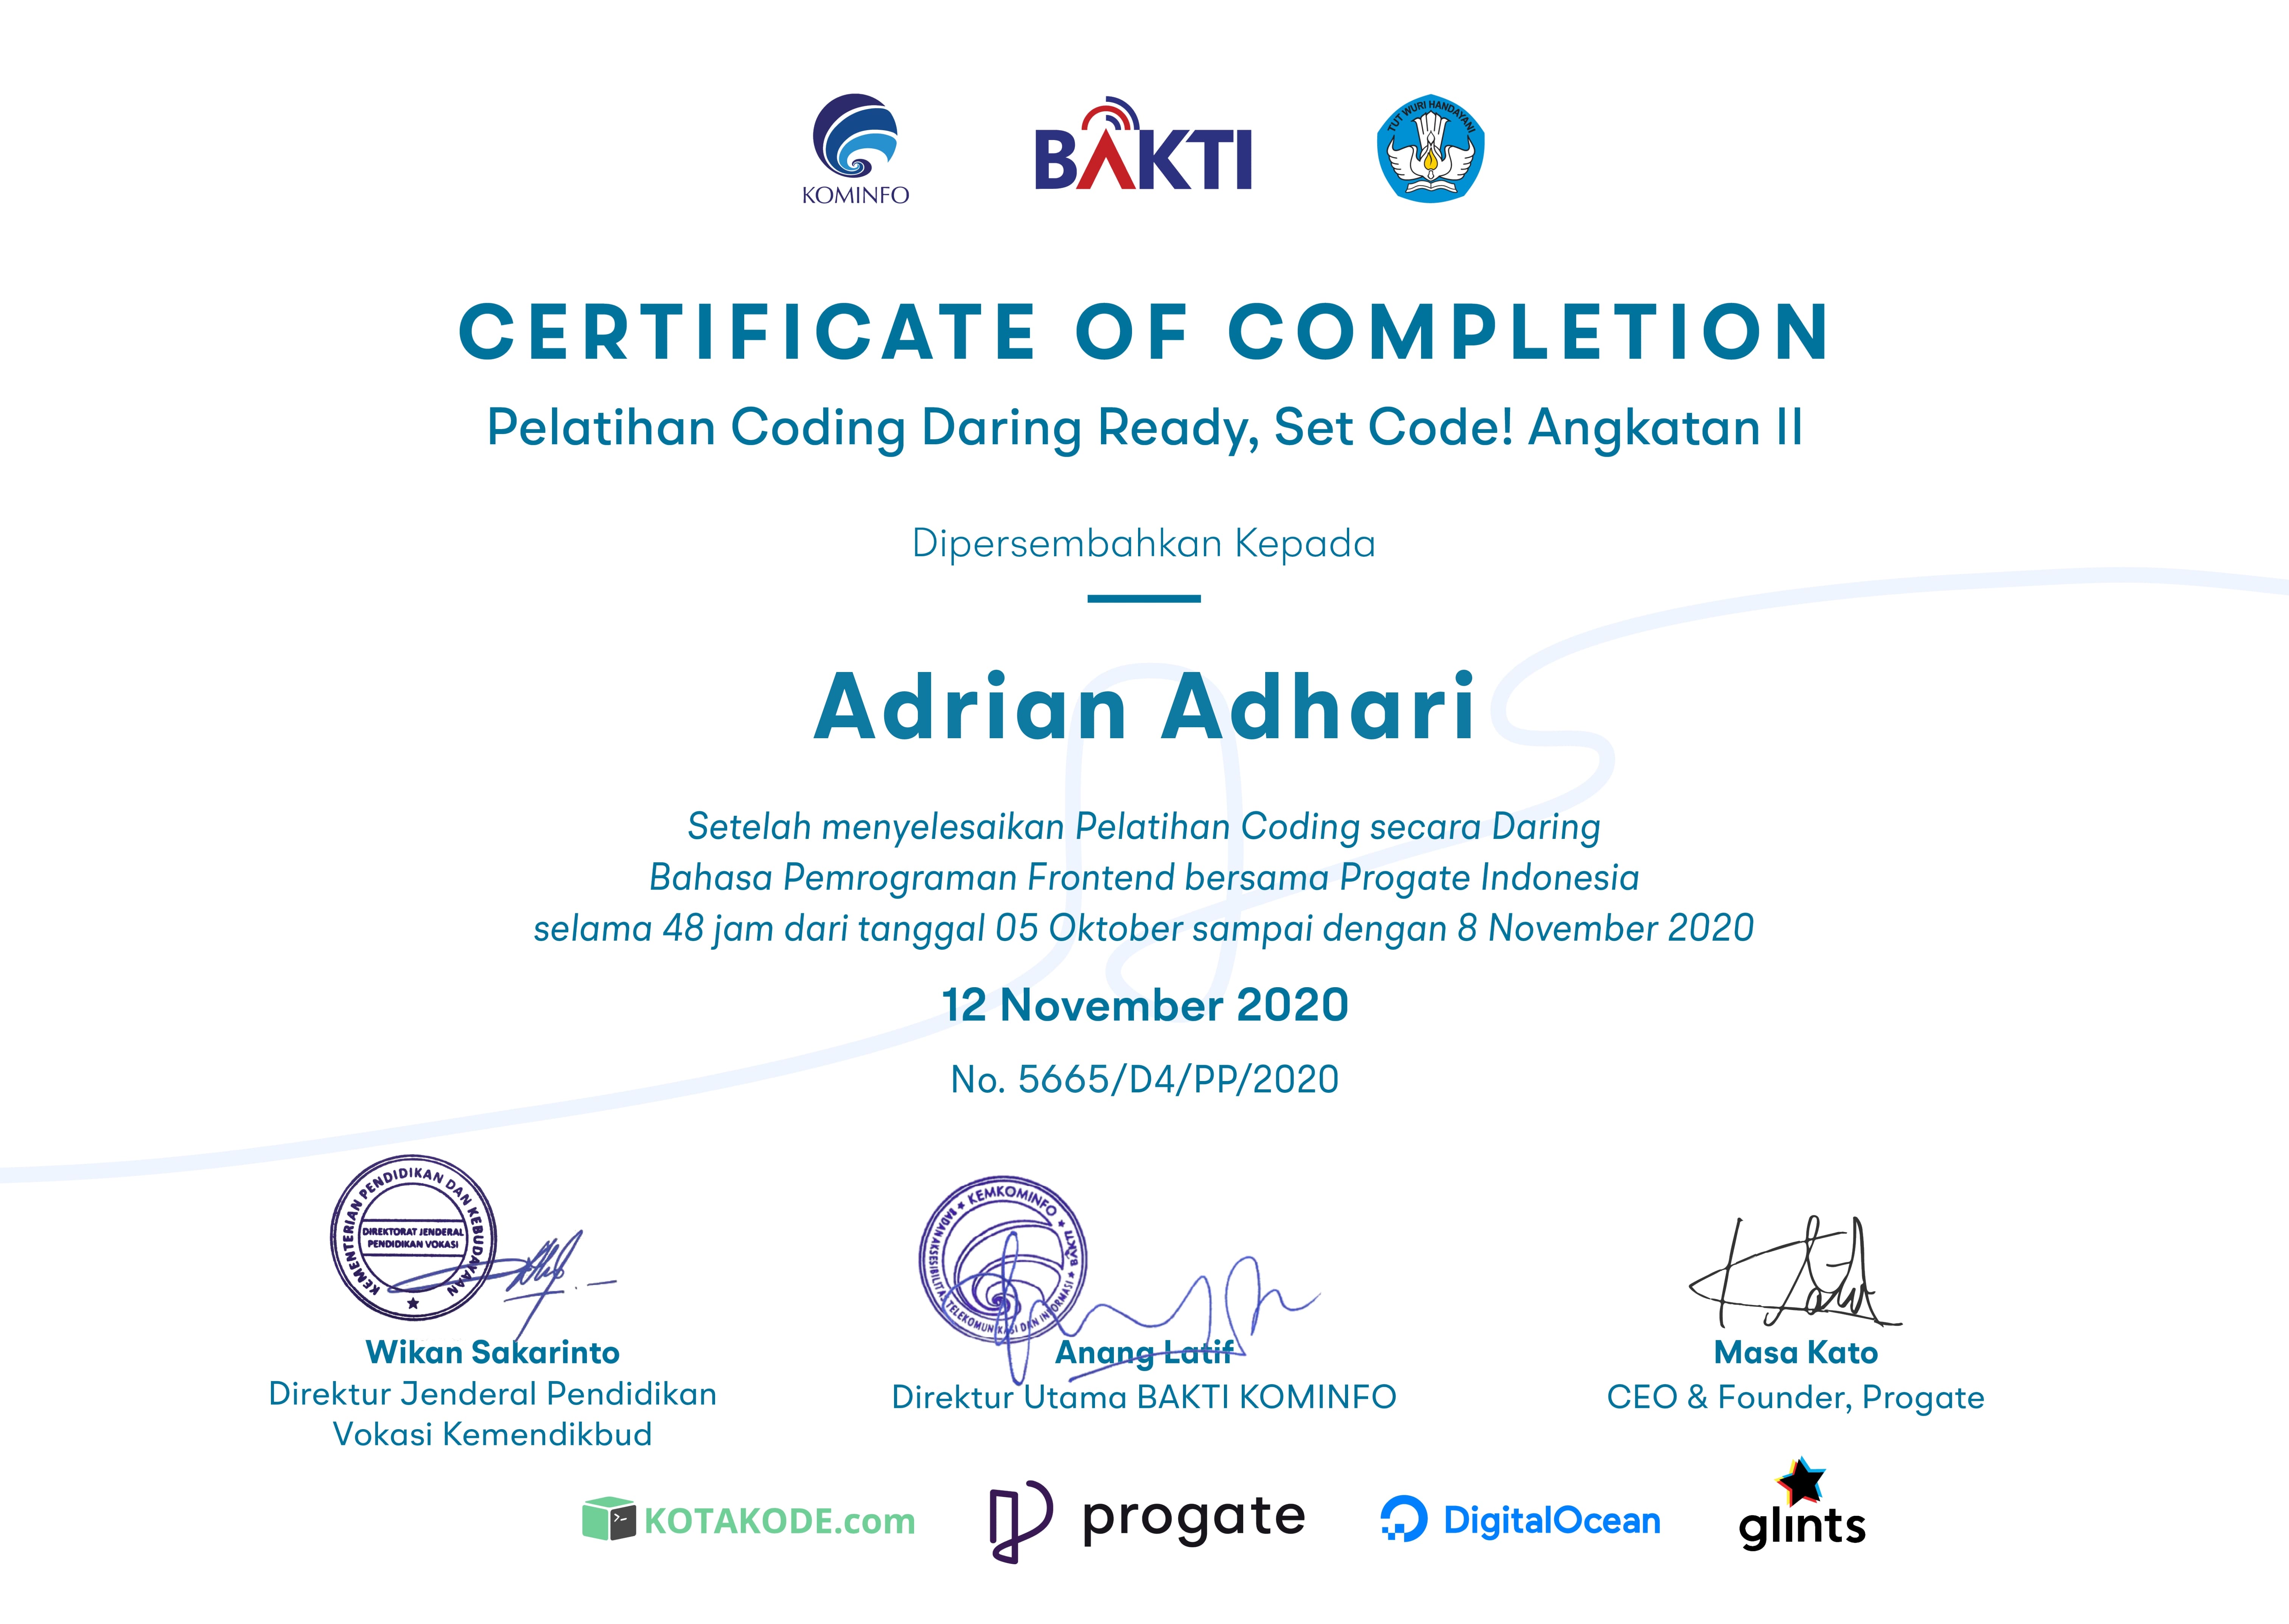 KOMINFO
BAKTI
TUT WURI HANDAYANI
CERTIFICATE OF COMPLETION
Pelatihan Coding Daring Ready, Set Code! Angkatan II
Dipersembahkan Kepada
Adrian Adhari
Setelah menyelesaikan Pelatihan Coding secara Daring
Bahasa Pemrograman Frontend bersama Progate Indonesia
selama 48 jam dari tanggal 05 Oktober sampai dengan 8 November 2020
12 November 2020
No. 5665/D4/PP/2020
KEMENTERIAN PENDIDIKAN DAN KEBUDAYAAN
DIREKTORAT JENDERAL
PENDIDIKAN VOKASI
KEMKOMINFO ★ BAKTI ★
BADAN AKSESIBILITAS TELEKOMUNIKASI DAN INFORMASI ★
Wikan Sakarinto
Direktur Jenderal Pendidikan
Vokasi Kemendikbud
Anang Latif
Direktur Utama BAKTI KOMINFO
Masa Kato
CEO & Founder, Progate
KOTAKODE.com
progate
DigitalOcean
glints